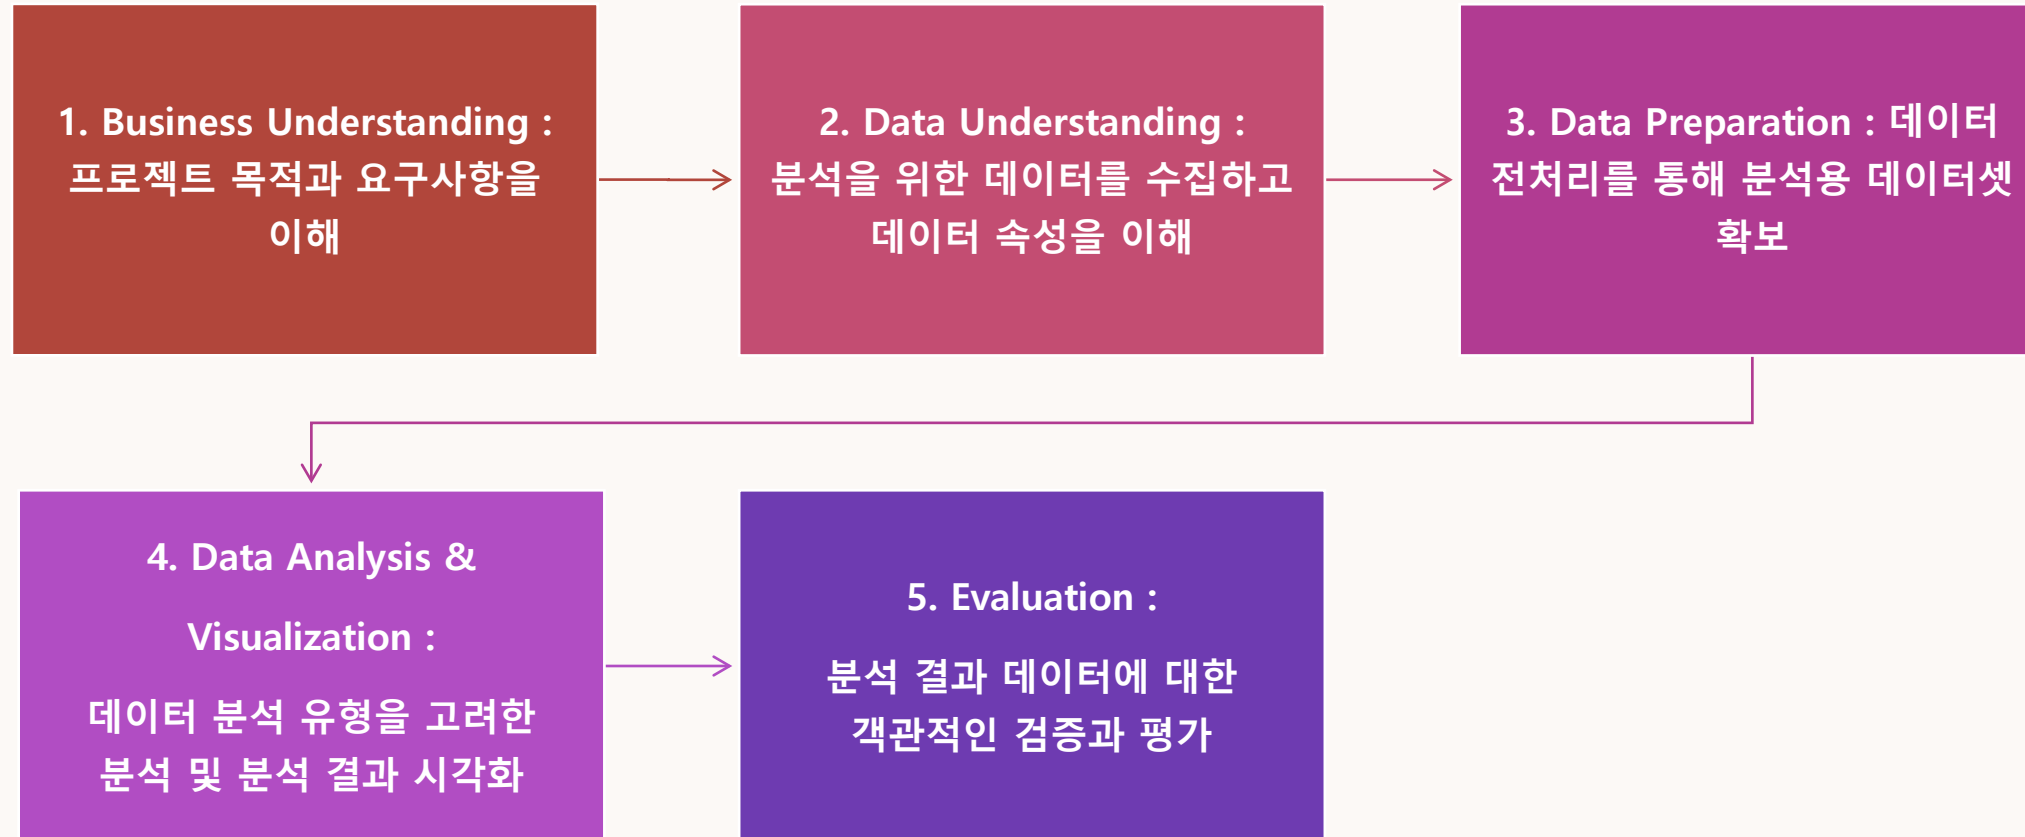 1. Business Understanding :
프로젝트 목적과 요구사항을
이해
2. Data Understanding :
분석을 위한 데이터를 수집하고
데이터 속성을 이해
3. Data Preparation : 데이터
전처리를 통해 분석용 데이터셋
확보
4. Data Analysis &
Visualization :
데이터 분석 유형을 고려한
분석 및 분석 결과 시각화
5. Evaluation :
분석 결과 데이터에 대한
객관적인 검증과 평가